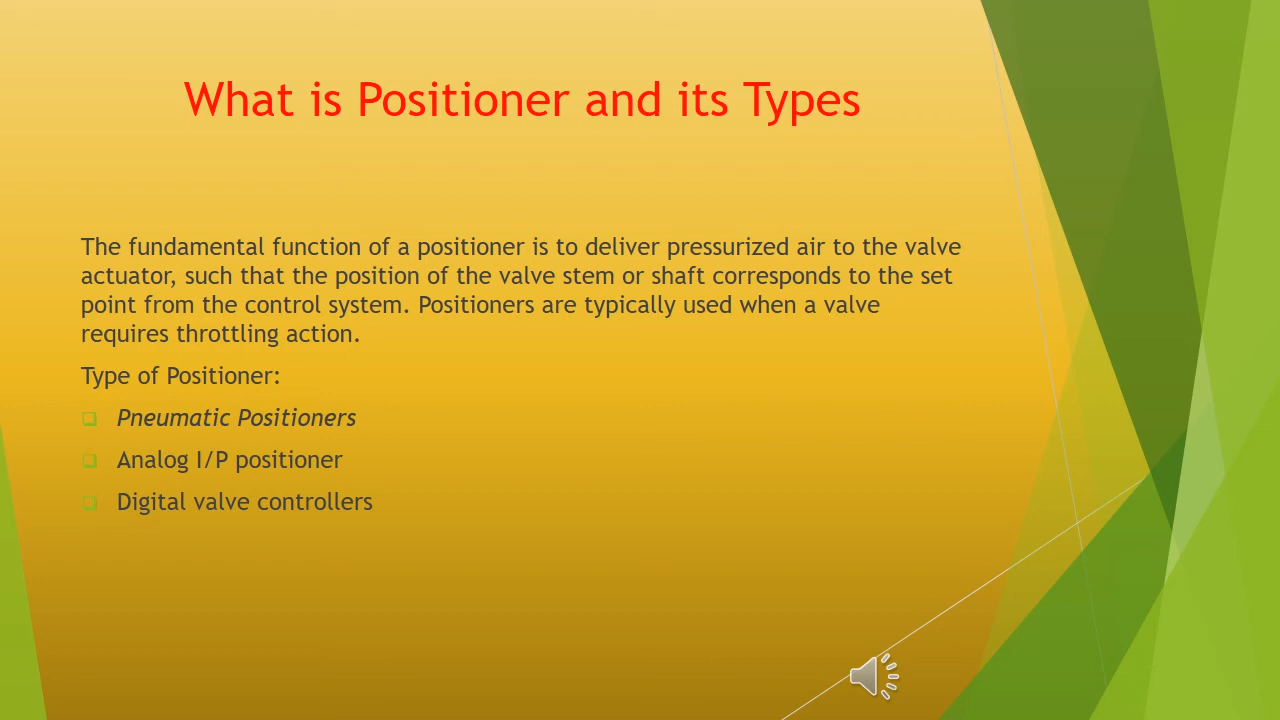 What is Positioner and its Types
The fundamental function of a positioner is to deliver pressurized air to the valve
actuator, such that the position of the valve stem or shaft corresponds to the set
point from the control system. Positioners are typically used when a valve
requires throttling action.
Type of Positioner:
Pneumatic Positioners
Analog I/P positioner
Digital valve controllers